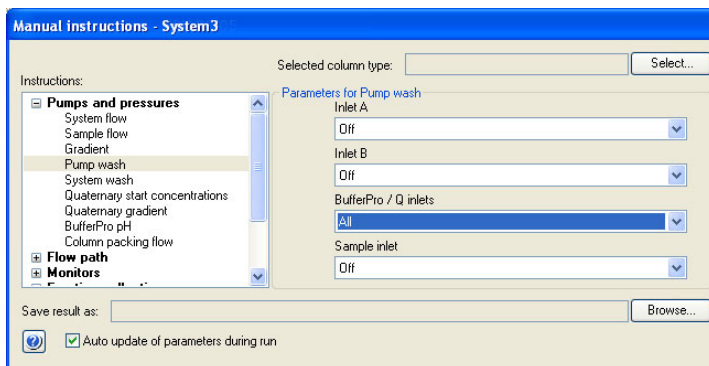 Manual instructions - System3
Selected column type:
Select...
Instructions:
Pumps and pressures
System flow
Sample flow
Gradient
Pump wash
System wash
Quaternary start concentrations
Quaternary gradient
BufferPro pH
Column packing flow
Flow path
Monitors
Parameters for Pump wash
Inlet A
Off
Inlet B
Off
BufferPro / Q inlets
All
Sample inlet
Off
Save result as:
Browse...
Auto update of parameters during run